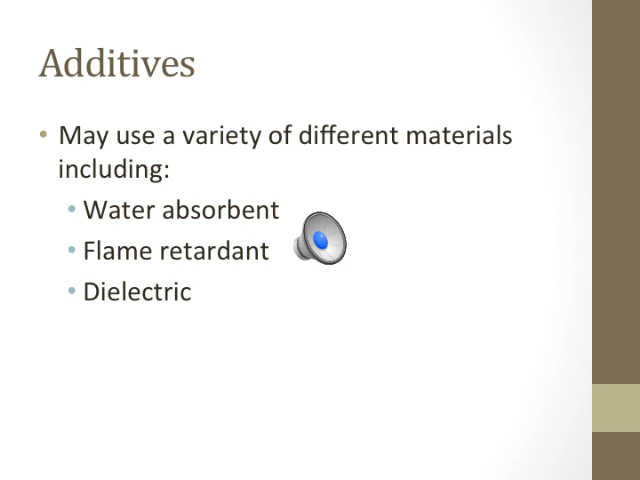 Additives
• May use a variety of different materials
including:
• Water absorbent
• Flame retardant
• Dielectric